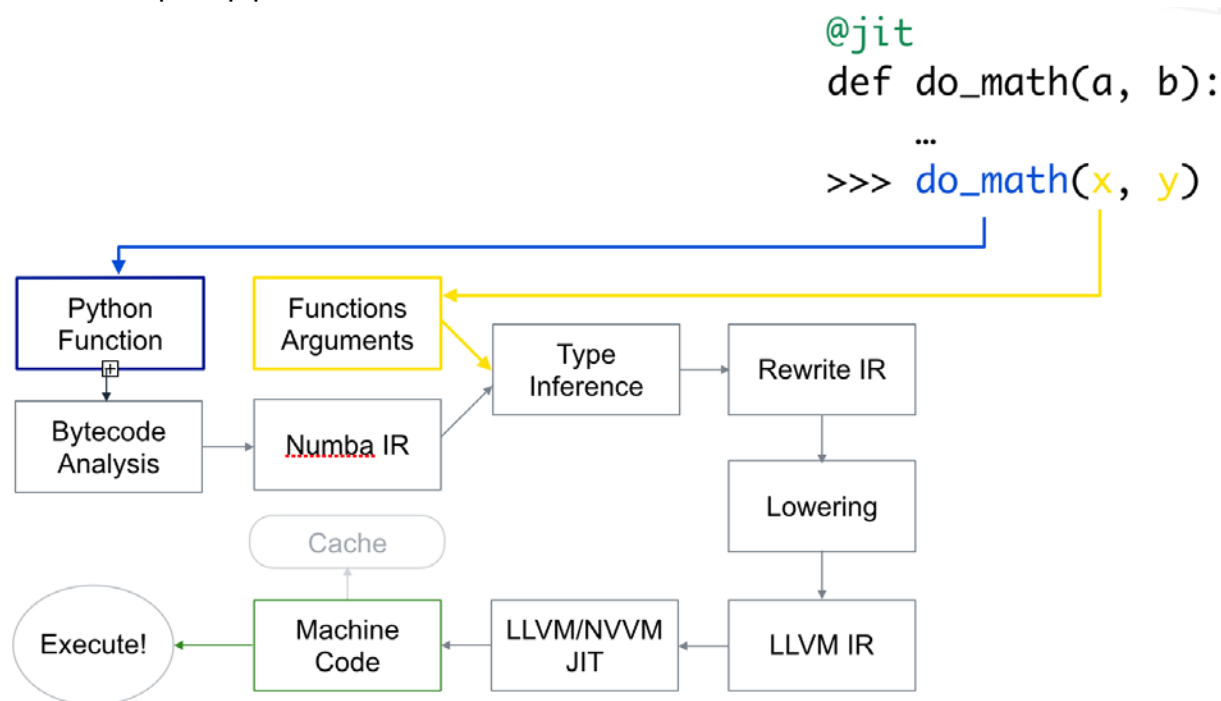 @jit
def do_math(a, b):
…
>>> do_math(x, y)
Python
Function
Functions
Arguments
Type
Inference
Rewrite IR
Bytecode
Analysis
Numba IR
Lowering
Cache
Execute!
Machine
Code
LLVM/NVVM
JIT
LLVM IR